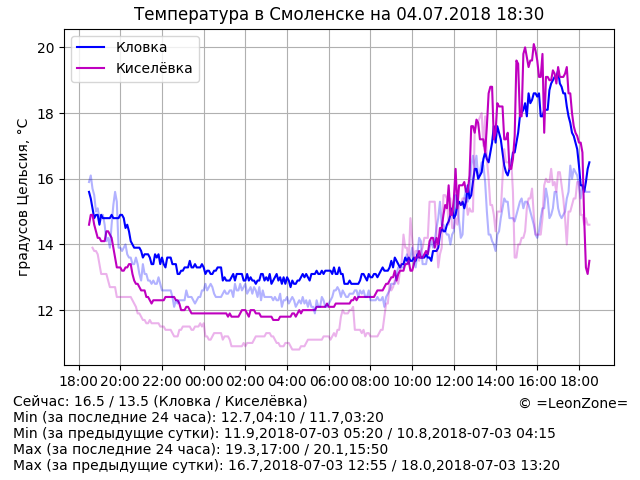 Температура в Смоленске на 04.07.2018 18:30
Кловка
Киселёвка
градусов Цельсия, °C
20
18
16
14
12
18:00 20:00 22:00 00:00 02:00 04:00 06:00 08:00 10:00 12:00 14:00 16:00 18:00
Сейчас: 16.5 / 13.5 (Кловка / Киселёвка)
© =LeonZone=
Min (за последние 24 часа): 12.7,04:10 / 11.7,03:20
Min (за предыдущие сутки): 11.9,2018-07-03 05:20 / 10.8,2018-07-03 04:15
Max (за последние 24 часа): 19.3,17:00 / 20.1,15:50
Max (за предыдущие сутки): 16.7,2018-07-03 12:55 / 18.0,2018-07-03 13:20